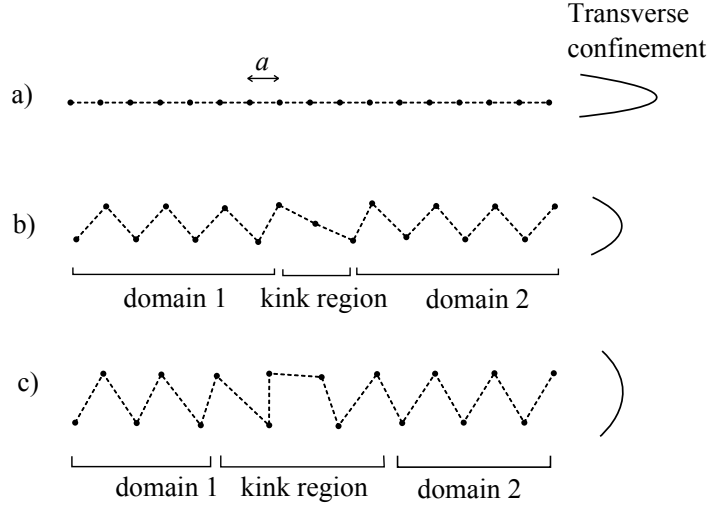 Transverse
confinement
a
a)
b)
domain 1 kink region domain 2
c)
domain 1 kink region domain 2